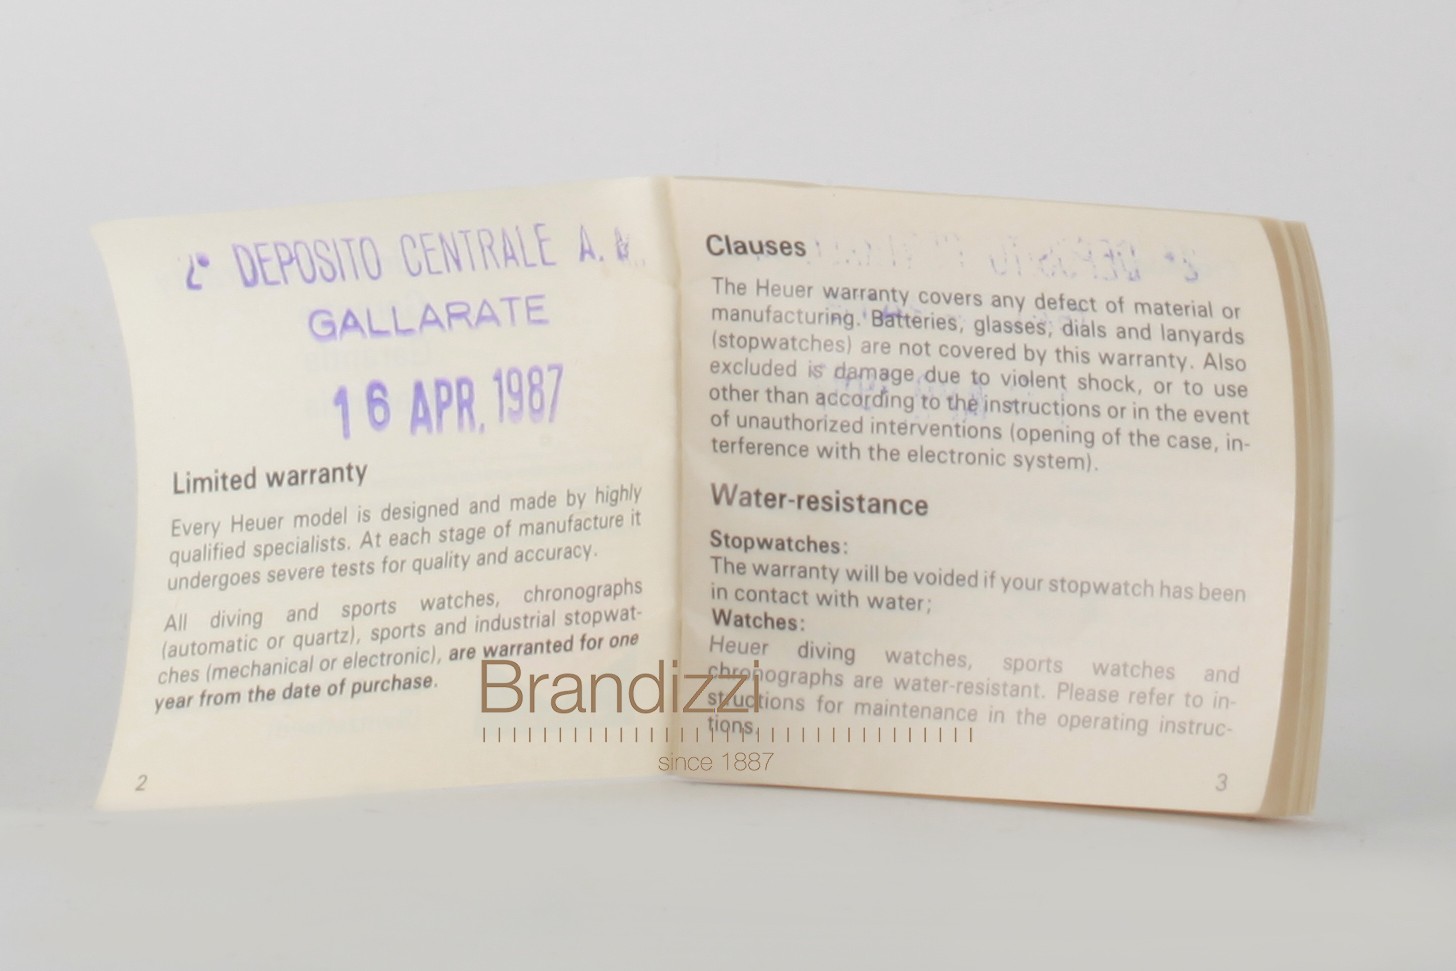 2° DEPOSITO CENTRALE A. M.
GALLARATE
16 APR. 1987
Limited warranty
Every Heuer model is designed and made by highly
qualified specialists. At each stage of manufacture it
undergoes severe tests for quality and accuracy.
All diving and sports watches, chronographs
(automatic or quartz), sports and industrial stopwat-
ches (mechanical or electronic), are warranted for one
year from the date of purchase.
2
Clauses
The Heuer warranty covers any defect of material or
manufacturing. Batteries, glasses, dials and lanyards
(stopwatches) are not covered by this warranty. Also
excluded is damage due to violent shock, or to use
other than according to the instructions or in the event
of unauthorized interventions (opening of the case, in-
terference with the electronic system).
Water-resistance
Stopwatches:
The warranty will be voided if your stopwatch has been
in contact with water;
Watches:
Heuer diving watches, sports watches and
chronographs are water-resistant. Please refer to in-
structions for maintenance in the operating instruc-
tions.
3
Brandizzi
since 1887